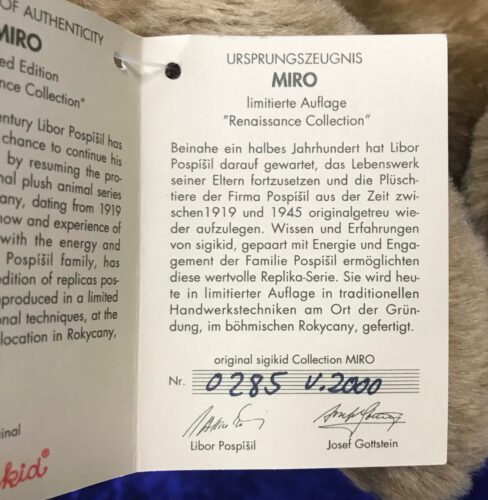 OF AUTHENTICITY
MIRO
ed Edition
nce Collection"
entury Libor Pospíšil has
chance to continue his
by resuming the pro-
nal plush animal series
any, dating from 1919
now and experience of
with the energy and
Pospíšil family, has
edition of replicas pos-
eproduced in a limited
onal techniques, at the
location in Rokycany,
ginal
kid®
URSPRUNGSZEUGNIS
MIRO
limitierte Auflage
"Renaissance Collection"
Beinahe ein halbes Jahrhundert hat Libor
Pospíšil darauf gewartet, das Lebenswerk
seiner Eltern fortzusetzen und die Plüsch-
tiere der Firma Pospíšil aus der Zeit zwi-
schen1919 und 1945 originalgetreu wie-
der aufzulegen. Wissen und Erfahrungen
von sigikid, gepaart mit Energie und Enga-
gement der Familie Pospíšil ermöglichten
diese wertvolle Replika-Serie. Sie wird heu-
te in limitierter Auflage in traditionellen
Handwerkstechniken am Ort der Grün-
dung, im böhmischen Rokycany, gefertigt.
original sigikid Collection MIRO
Nr. 0285 v. 2000
Libor Pospíšil Josef Gottstein